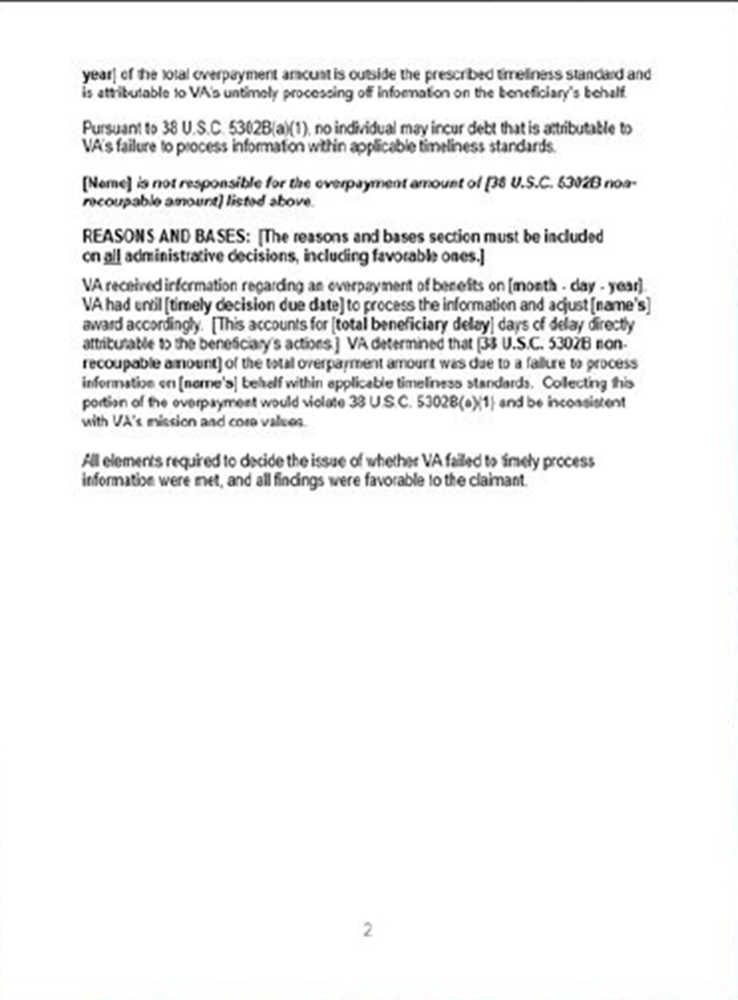 year] of the total overpayment amount is outside the prescribed timeliness standard and
is attributable to VA's untimely processing off information on the beneficiary's behalf.
Pursuant to 38 U.S.C. 5302B(a)(1), no individual may incur debt that is attributable to
VA's failure to process information within applicable timeliness standards.
[Name] is not responsible for the overpayment amount of [38 U.S.C. 5302B non-
recoupable amount] listed above.
REASONS AND BASES: [The reasons and bases section must be included
on all administrative decisions, including favorable ones.]
VA received information regarding an overpayment of benefits on [month - day - year].
VA had until [timely decision due date] to process the information and adjust [name's]
award accordingly. [This accounts for [total beneficiary delay] days of delay directly
attributable to the beneficiary's actions.] VA determined that [38 U.S.C. 5302B non-
recoupable amount] of the total overpayment amount was due to a failure to process
information on [name's] behalf within applicable timeliness standards. Collecting this
portion of the overpayment would violate 38 U.S.C. 5302B(a)(1) and be inconsistent
with VA's mission and core values.
All elements required to decide the issue of whether VA failed to timely process
information were met, and all findings were favorable to the claimant.
2